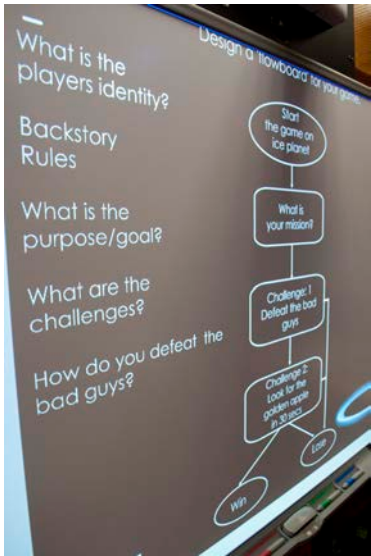 Design a 'flowboard' for your game.
What is the
players identity?
Backstory
Rules
What is the
purpose/goal?
What are the
challenges?
How do you defeat the
bad guys?
Start
the game on
ice planet
What is
your mission?
Challenge: 1
Defeat the bad
guys
Challenge 2:
Look for the
golden apple
in 30 secs
Win
Lose